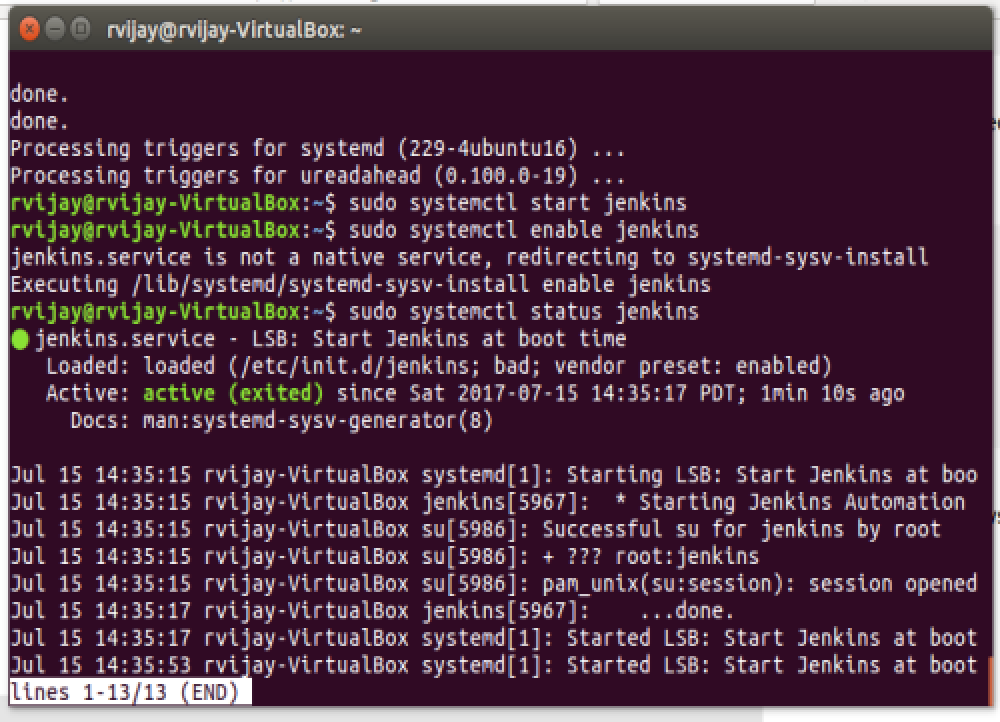 rvijay@rvijay-VirtualBox: ~
done.
done.
Processing triggers for systemd (229-4ubuntu16) ...
Processing triggers for ureadahead (0.100.0-19) ...
rvijay@rvijay-VirtualBox:~$ sudo systemctl start jenkins
rvijay@rvijay-VirtualBox:~$ sudo systemctl enable jenkins
jenkins.service is not a native service, redirecting to systemd-sysv-install
Executing /lib/systemd/systemd-sysv-install enable jenkins
rvijay@rvijay-VirtualBox:~$ sudo systemctl status jenkins
● jenkins.service - LSB: Start Jenkins at boot time
   Loaded: loaded (/etc/init.d/jenkins; bad; vendor preset: enabled)
   Active: active (exited) since Sat 2017-07-15 14:35:17 PDT; 1min 10s ago
     Docs: man:systemd-sysv-generator(8)
Jul 15 14:35:15 rvijay-VirtualBox systemd[1]: Starting LSB: Start Jenkins at boo
Jul 15 14:35:15 rvijay-VirtualBox jenkins[5967]:  * Starting Jenkins Automation
Jul 15 14:35:15 rvijay-VirtualBox su[5986]: Successful su for jenkins by root
Jul 15 14:35:15 rvijay-VirtualBox su[5986]: + ??? root:jenkins
Jul 15 14:35:15 rvijay-VirtualBox su[5986]: pam_unix(su:session): session opened
Jul 15 14:35:17 rvijay-VirtualBox jenkins[5967]:    ...done.
Jul 15 14:35:17 rvijay-VirtualBox systemd[1]: Started LSB: Start Jenkins at boot
Jul 15 14:35:53 rvijay-VirtualBox systemd[1]: Started LSB: Start Jenkins at boot
lines 1-13/13 (END)